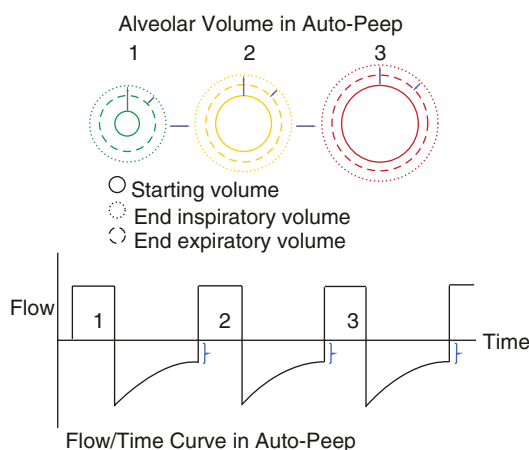 Alveolar Volume in Auto-Peep
1 2 3
Starting volume
End inspiratory volume
End expiratory volume
Flow
1 2 3
Time
Flow/Time Curve in Auto-Peep